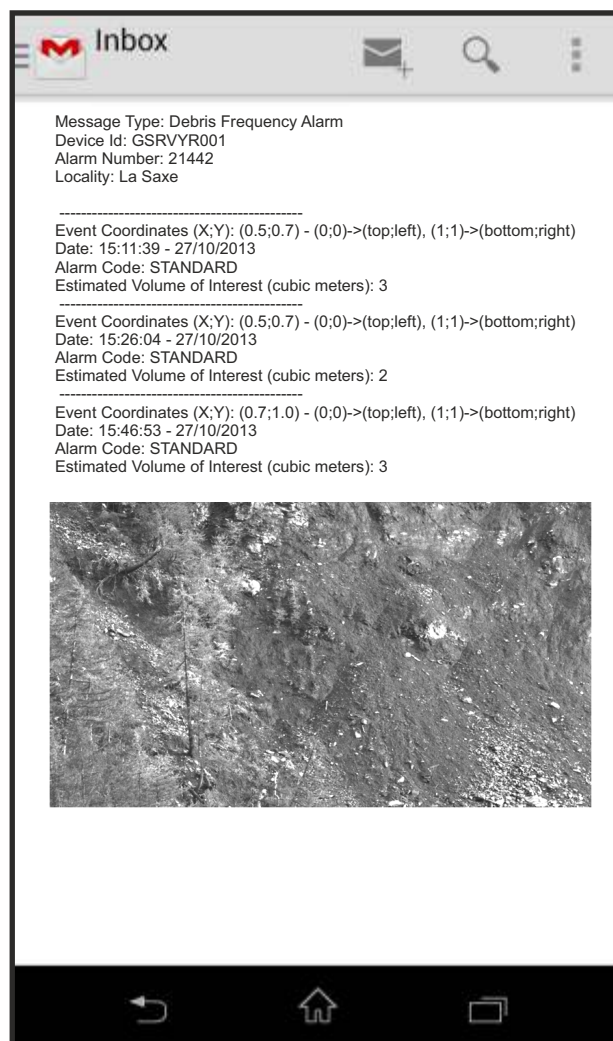 Inbox
Message Type: Debris Frequency Alarm
Device Id: GSRVYR001
Alarm Number: 21442
Locality: La Saxe
---------------------------------------------
Event Coordinates (X;Y): (0.5;0.7) - (0;0)->(top;left), (1;1)->(bottom;right)
Date: 15:11:39 - 27/10/2013
Alarm Code: STANDARD
Estimated Volume of Interest (cubic meters): 3
---------------------------------------------
Event Coordinates (X;Y): (0.5;0.7) - (0;0)->(top;left), (1;1)->(bottom;right)
Date: 15:26:04 - 27/10/2013
Alarm Code: STANDARD
Estimated Volume of Interest (cubic meters): 2
---------------------------------------------
Event Coordinates (X;Y): (0.7;1.0) - (0;0)->(top;left), (1;1)->(bottom;right)
Date: 15:46:53 - 27/10/2013
Alarm Code: STANDARD
Estimated Volume of Interest (cubic meters): 3